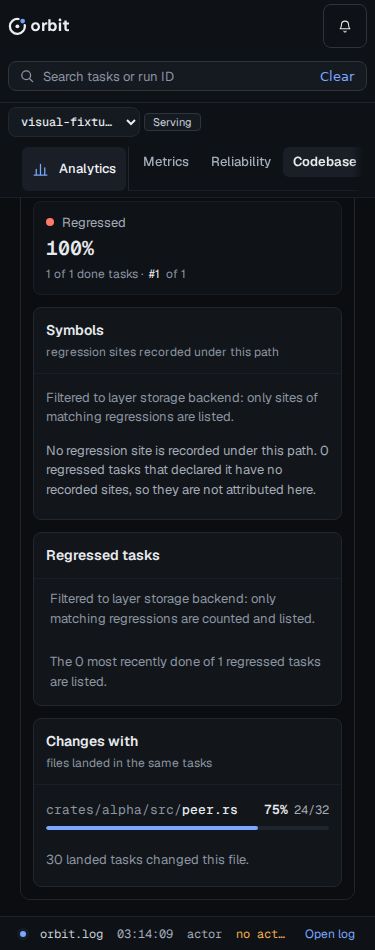 orbit
Search tasks or run ID Clear
visual-fixtu… Serving
Analytics Metrics Reliability Codebase
Regressed
100%
1 of 1 done tasks · #1 of 1
Symbols
regression sites recorded under this path
Filtered to layer storage backend: only sites of
matching regressions are listed.
No regression site is recorded under this path. 0
regressed tasks that declared it have no
recorded sites, so they are not attributed here.
Regressed tasks
Filtered to layer storage backend: only
matching regressions are counted and listed.
The 0 most recently done of 1 regressed tasks
are listed.
Changes with
files landed in the same tasks
crates/alpha/src/peer.rs 75% 24/32
30 landed tasks changed this file.
orbit.log 03:14:09 actor no act… Open log